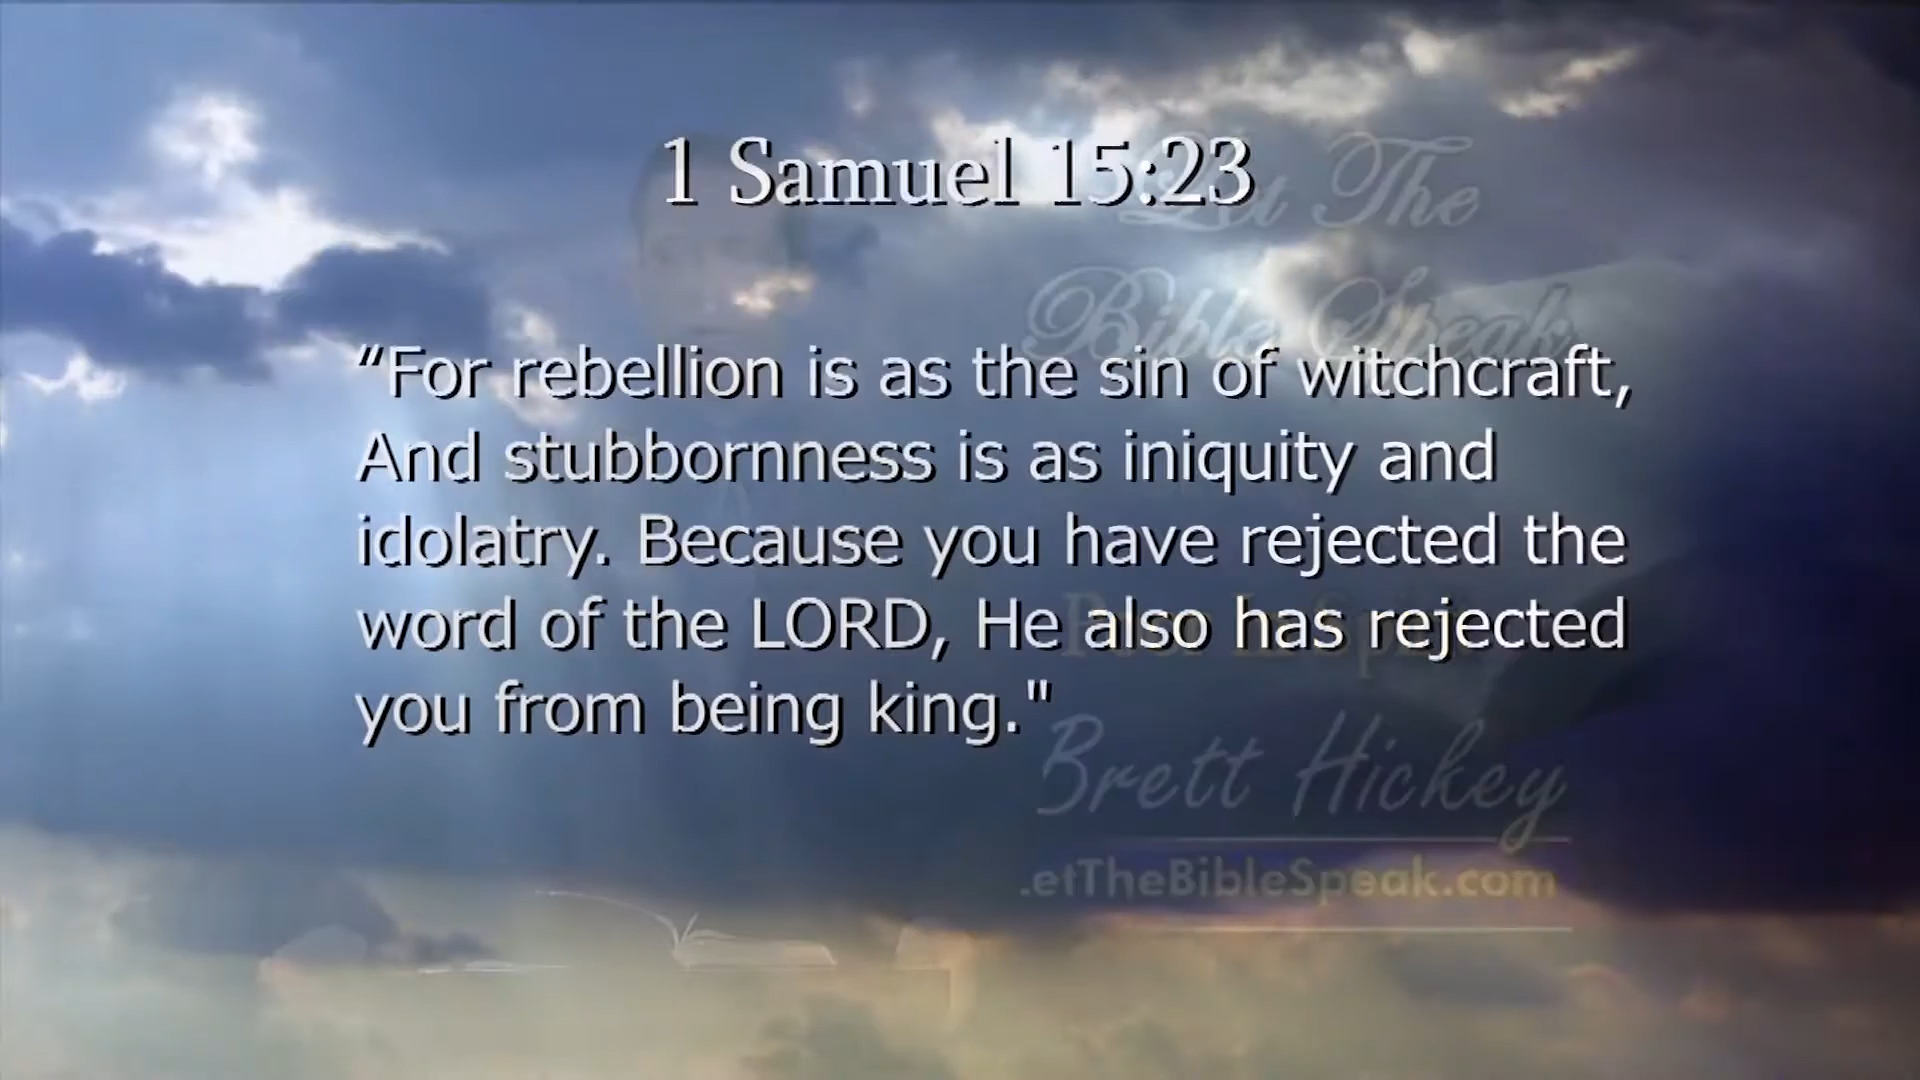 1 Samuel 15:23
Let The
Bible Speak
“For rebellion is as the sin of witchcraft,
And stubbornness is as iniquity and
idolatry. Because you have rejected the
word of the LORD, He also has rejected
you from being king."
Brett Hickey
.etTheBibleSpeak.com